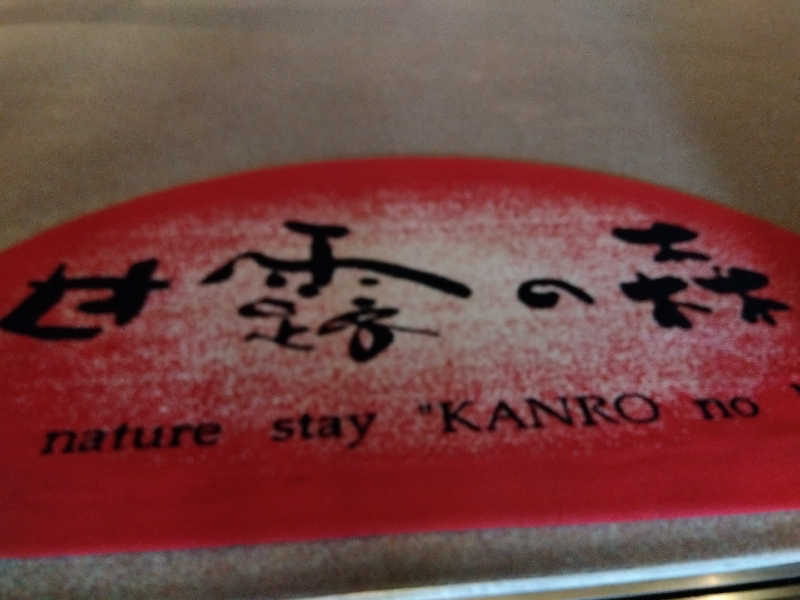 甘露の森
nature stay "KANRO no